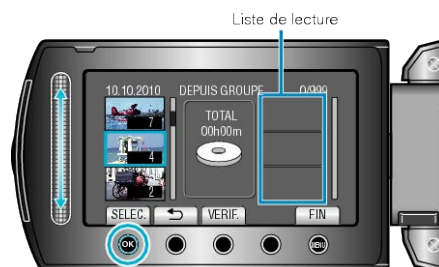 Liste de lecture
10.10.2010 DEPUIS GROUPE 0/999
TOTAL
00h00m
7
4
2
SELEC. VERIF. FIN
OK MENU